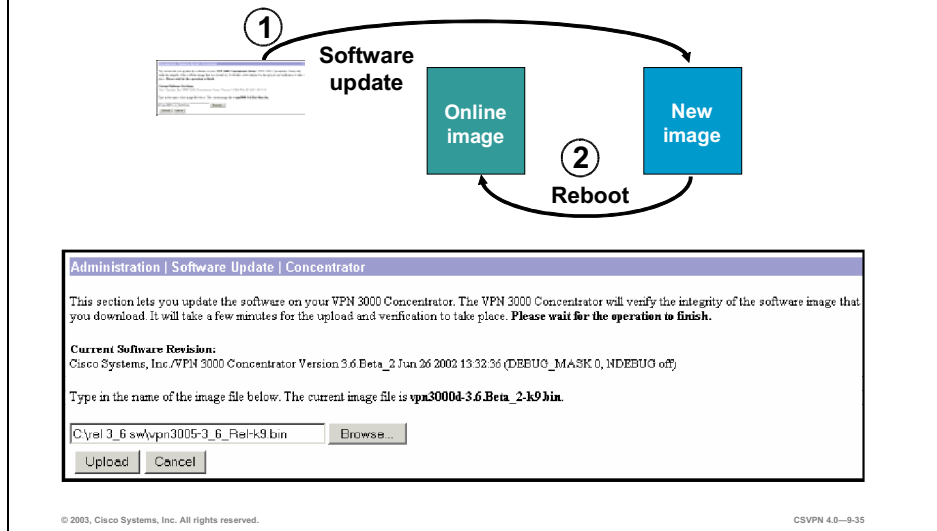 1
Software
update
Online
image
New
image
2
Reboot
Administration | Software Update | Concentrator
This section lets you update the software on your VPN 3000 Concentrator. The VPN 3000 Concentrator will verify the integrity of the software image that
you download. It will take a few minutes for the upload and verification to take place. Please wait for the operation to finish.
Current Software Revision:
Cisco Systems, Inc./VPN 3000 Concentrator Version 3.6.Beta_2 Jun 26 2002 13:32:36 (DEBUG_MASK 0, NDEBUG off)
Type in the name of the image file below. The current image file is vpn3000d-3.6.Beta_2-k9.bin.
C:\rel 3_6 sw\vpn3005-3_6_Rel-k9.bin Browse...
Upload Cancel
© 2003, Cisco Systems, Inc. All rights reserved.
CSVPN 4.0—9-35